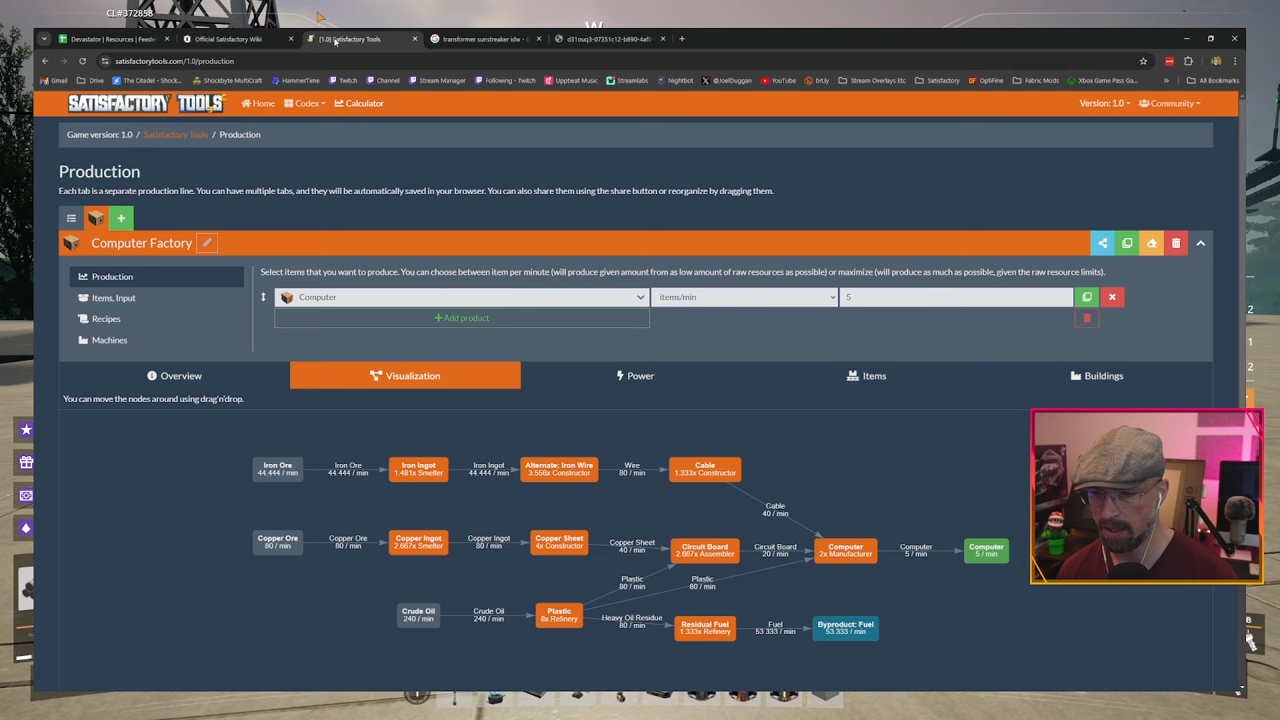 CL#372858
Devastator | Resources | Feeder
Official Satisfactory Wiki
[1.0] Satisfactory Tools
transformer sunstreaker idw - G
d31ouq3-07351c12-b890-4af0
satisfactorytools.com/1.0/production
Gmail
Drive
The Citadel - Shock...
Shockbyte MultiCraft
HammerTime
Twitch
Channel
Stream Manager
Following - Twitch
Uppbeat Music
Streamlabs
Nightbot
@JoelDuggan
YouTube
bit.ly
Stream Overlays Etc
Satisfactory
OptiFine
Fabric Mods
Xbox Game Pass Gam...
All Bookmarks
SATISFACTORY TOOLS
Home
Codex
Calculator
Version: 1.0
Community
Game version: 1.0 / Satisfactory Tools / Production
Production
Each tab is a separate production line. You can have multiple tabs, and they will be automatically saved in your browser. You can also share them using the share button or reorganize by dragging them.
Computer Factory
Production
Items, Input
Recipes
Machines
Select items that you want to produce. You can choose between item per minute (will produce given amount from as low amount of raw resources as possible) or maximize (will produce as much as possible, given the raw resource limits).
Computer
items/min
5
+ Add product
Overview
Visualization
Power
Items
Buildings
You can move the nodes around using drag'n'drop.
Iron Ore
44.444 / min
Iron Ore
44.444 / min
Iron Ingot
1.481x Smelter
Iron Ingot
44.444 / min
Alternate: Iron Wire
3.556x Constructor
Wire
80 / min
Cable
1.333x Constructor
Cable
40 / min
Copper Ore
80 / min
Copper Ore
80 / min
Copper Ingot
2.667x Smelter
Copper Ingot
80 / min
Copper Sheet
4x Constructor
Copper Sheet
40 / min
Circuit Board
2.667x Assembler
Circuit Board
20 / min
Computer
2x Manufacturer
Computer
5 / min
Computer
5 / min
Plastic
80 / min
Plastic
80 / min
Crude Oil
240 / min
Crude Oil
240 / min
Plastic
8x Refinery
Heavy Oil Residue
80 / min
Residual Fuel
1.333x Refinery
Fuel
53.333 / min
Byproduct: Fuel
53.333 / min